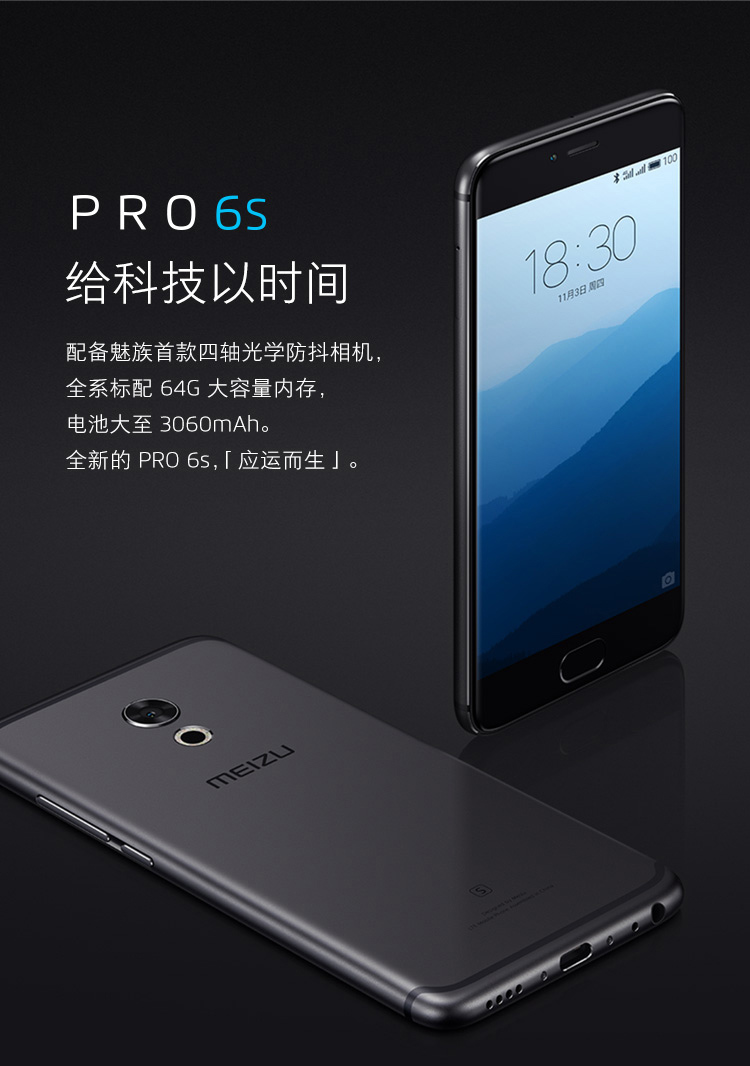 PRO 6s
给科技以时间
配备魅族首款四轴光学防抖相机，
全系标配 64G 大容量内存，
电池大至 3060mAh。
全新的 PRO 6s，「应运而生」。
100
18:30
11月3日 周四
MEIZU